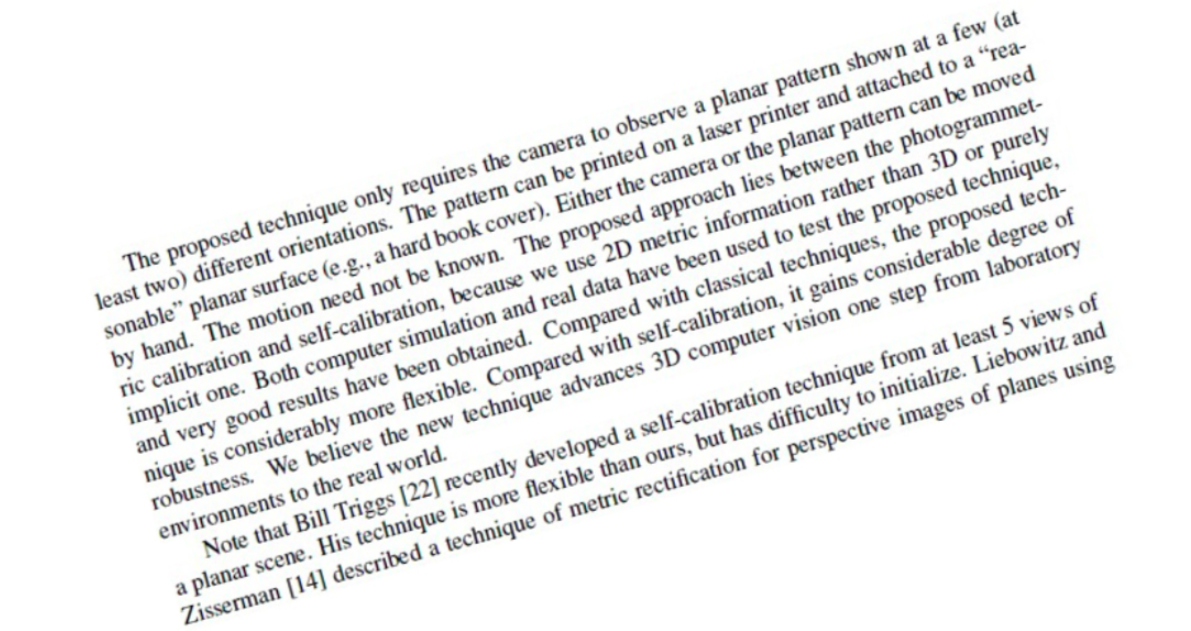 The proposed technique only requires the camera to observe a planar pattern shown at a few (at
least two) different orientations. The pattern can be printed on a laser printer and attached to a “rea-
sonable” planar surface (e.g., a hard book cover). Either the camera or the planar pattern can be moved
by hand. The motion need not be known. The proposed approach lies between the photogrammet-
ric calibration and self-calibration, because we use 2D metric information rather than 3D or purely
implicit one. Both computer simulation and real data have been used to test the proposed technique,
and very good results have been obtained. Compared with classical techniques, the proposed tech-
nique is considerably more flexible. Compared with self-calibration, it gains considerable degree of
robustness. We believe the new technique advances 3D computer vision one step from laboratory
environments to the real world.
Note that Bill Triggs [22] recently developed a self-calibration technique from at least 5 views of
a planar scene. His technique is more flexible than ours, but has difficulty to initialize. Liebowitz and
Zisserman [14] described a technique of metric rectification for perspective images of planes using